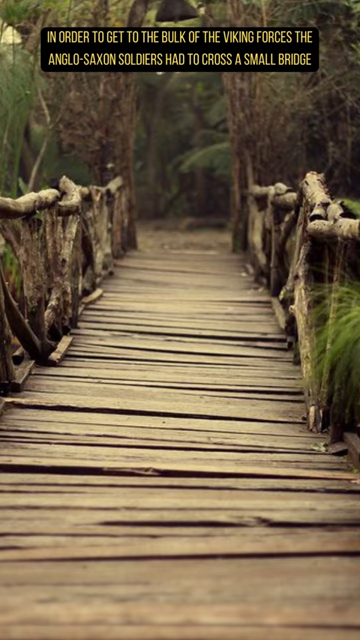 IN ORDER TO GET TO THE BULK OF THE VIKING FORCES THE
ANGLO-SAXON SOLDIERS HAD TO CROSS A SMALL BRIDGE